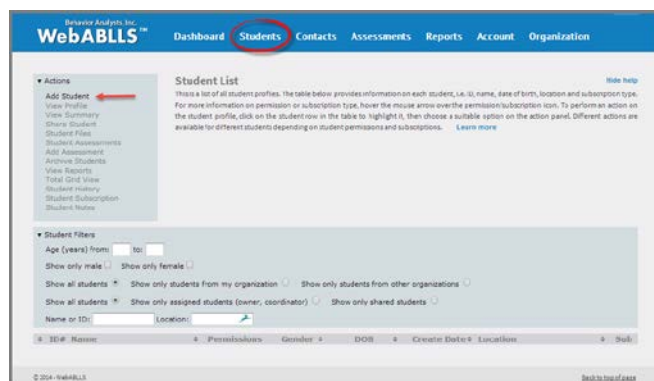 Behavior Analysts, Inc.
WebABLLS™
Dashboard Students Contacts Assessments Reports Account Organization
▾ Actions
Add Student
View Profile
View Summary
Share Student
Student Files
Student Assessments
Add Assessment
Archive Students
View Reports
Total Grid View
Student History
Student Subscription
Student Notes
Student List
Hide help
This is a list of all student profiles. The table below provides information on each student, i.e. ID, name, date of birth, location and subscription type.
For more information on permission or subscription type, hover the mouse arrow over the permission/subscription icon. To perform an action on
the student profile, click on the student row in the table to highlight it, then choose a suitable option on the action panel. Different actions are
available for different students depending on student permissions and subscriptions. Learn more
▾ Student Filters
Age (years) from: to:
Show only male Show only female
Show all students Show only students from my organization Show only students from other organizations
Show all students Show only assigned students (owner, coordinator) Show only shared students
Name or ID: Location:
ID# Name Permissions Gender DOB Create Date Location Sub
© 2014 - WebABLLS
Back to top of page